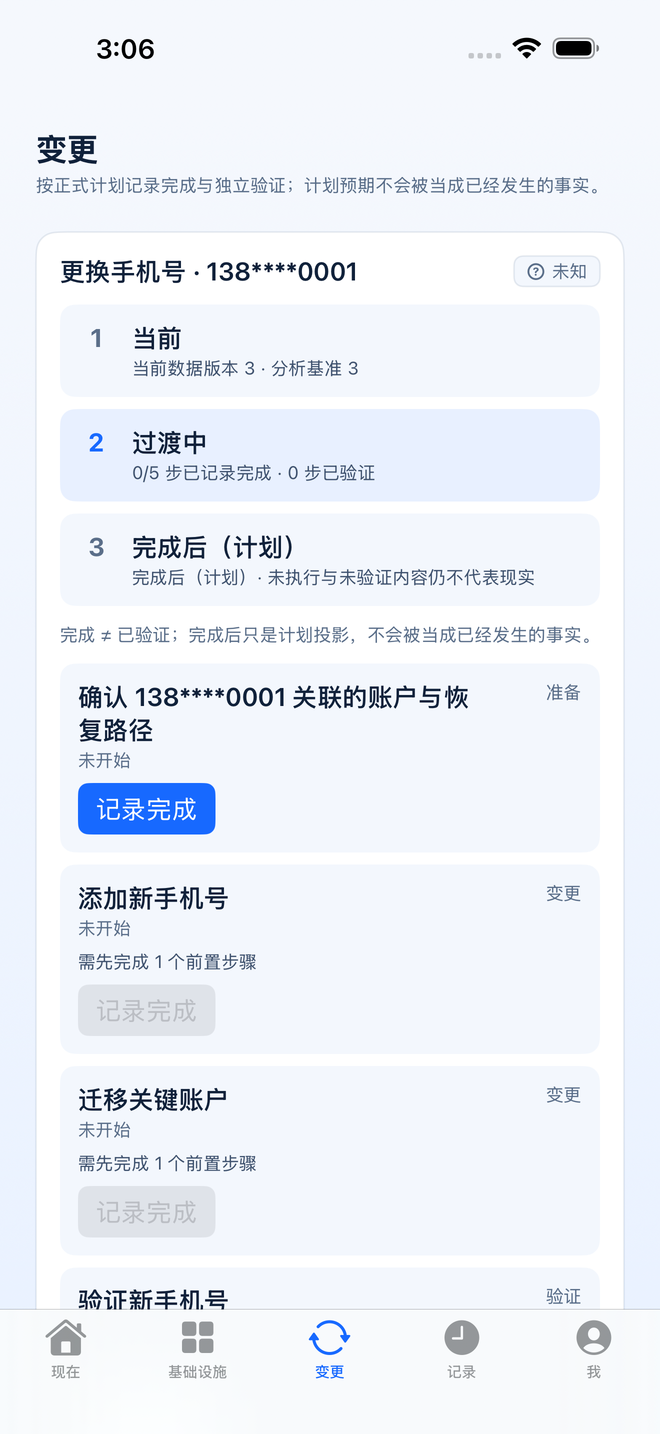 3:06
变更
按正式计划记录完成与独立验证；计划预期不会被当成已经发生的事实。
更换手机号 · 138****0001
? 未知
1 当前
当前数据版本 3 · 分析基准 3
2 过渡中
0/5 步已记录完成 · 0 步已验证
3 完成后（计划）
完成后（计划）· 未执行与未验证内容仍不代表现实
完成 ≠ 已验证；完成后只是计划投影，不会被当成已经发生的事实。
确认 138****0001 关联的账户与恢
复路径
准备
未开始
记录完成
添加新手机号
变更
未开始
需先完成 1 个前置步骤
记录完成
迁移关键账户
变更
未开始
需先完成 1 个前置步骤
记录完成
验证新手机号
验证
现在
基础设施
变更
记录
我